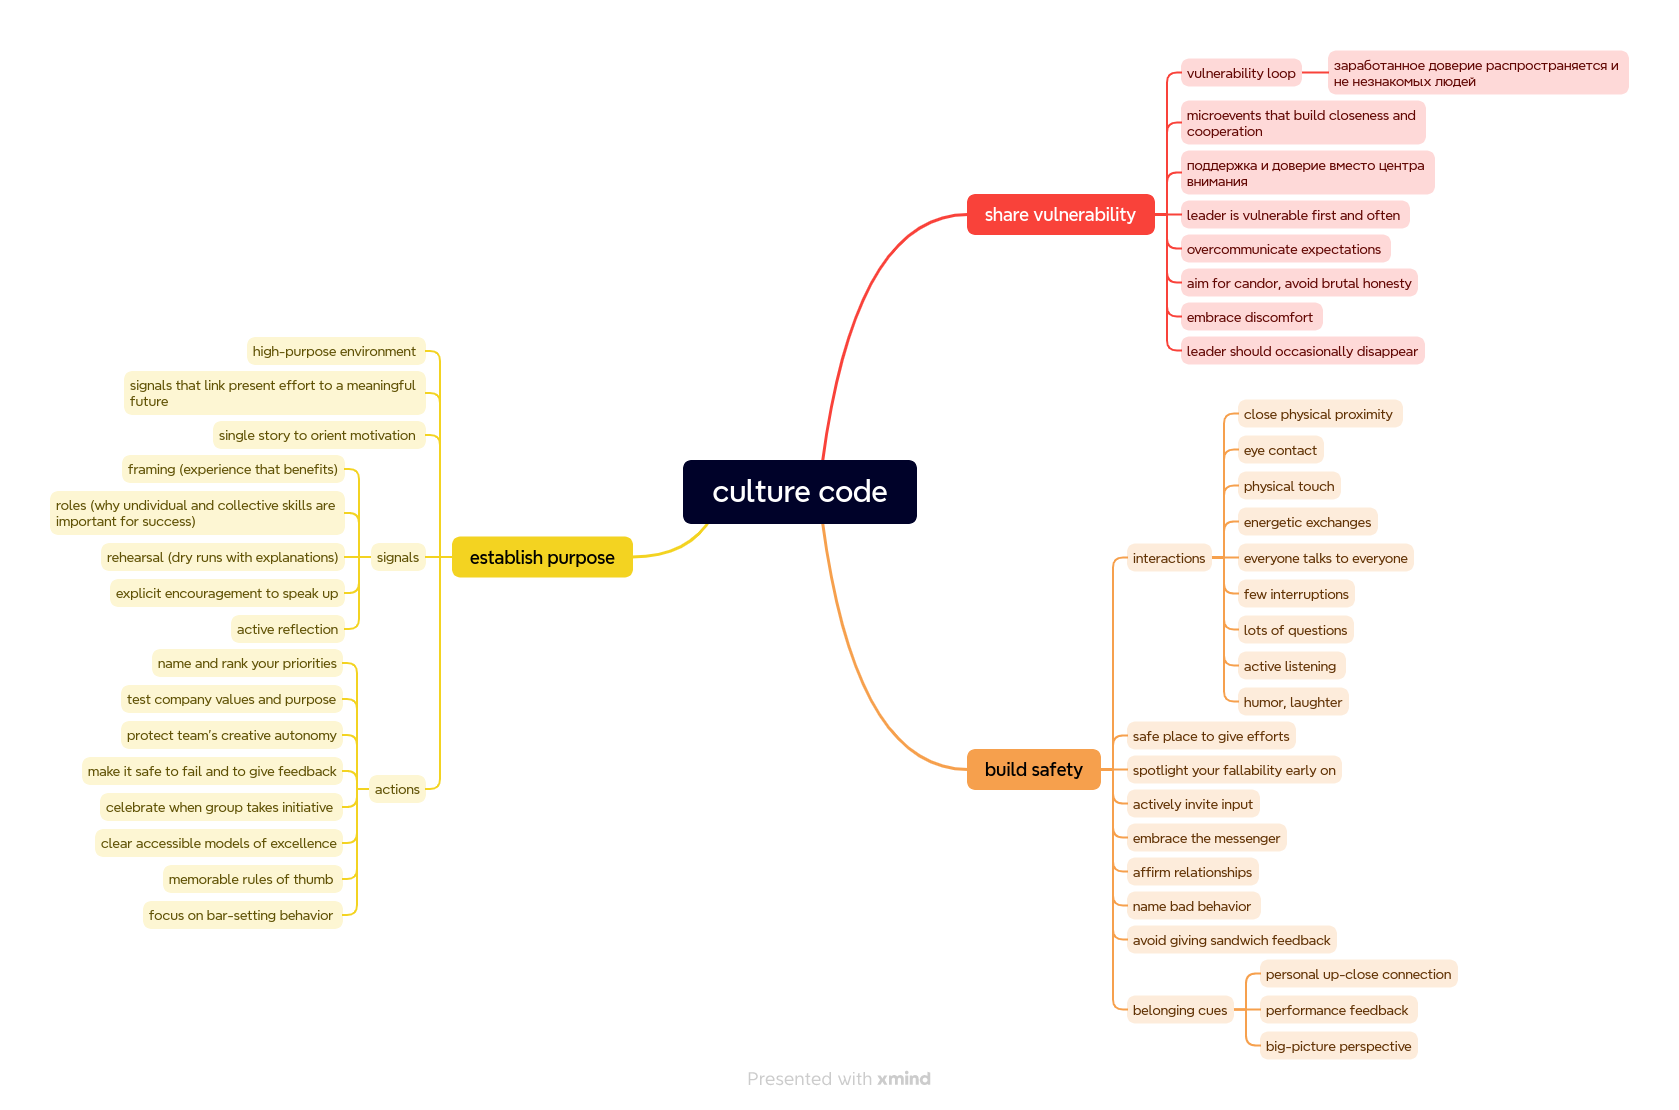 culture code
share vulnerability
vulnerability loop
заработанное доверие распространяется и
не незнакомых людей
microevents that build closeness and
cooperation
поддержка и доверие вместо центра
внимания
leader is vulnerable first and often
overcommunicate expectations
aim for candor, avoid brutal honesty
embrace discomfort
leader should occasionally disappear
build safety
interactions
close physical proximity
eye contact
physical touch
energetic exchanges
everyone talks to everyone
few interruptions
lots of questions
active listening
humor, laughter
safe place to give efforts
spotlight your fallability early on
actively invite input
embrace the messenger
affirm relationships
name bad behavior
avoid giving sandwich feedback
belonging cues
personal up-close connection
performance feedback
big-picture perspective
establish purpose
high-purpose environment
signals that link present effort to a meaningful
future
single story to orient motivation
signals
framing (experience that benefits)
roles (why undividual and collective skills are
important for success)
rehearsal (dry runs with explanations)
explicit encouragement to speak up
active reflection
actions
name and rank your priorities
test company values and purpose
protect team's creative autonomy
make it safe to fail and to give feedback
celebrate when group takes initiative
clear accessible models of excellence
memorable rules of thumb
focus on bar-setting behavior
Presented with xmind